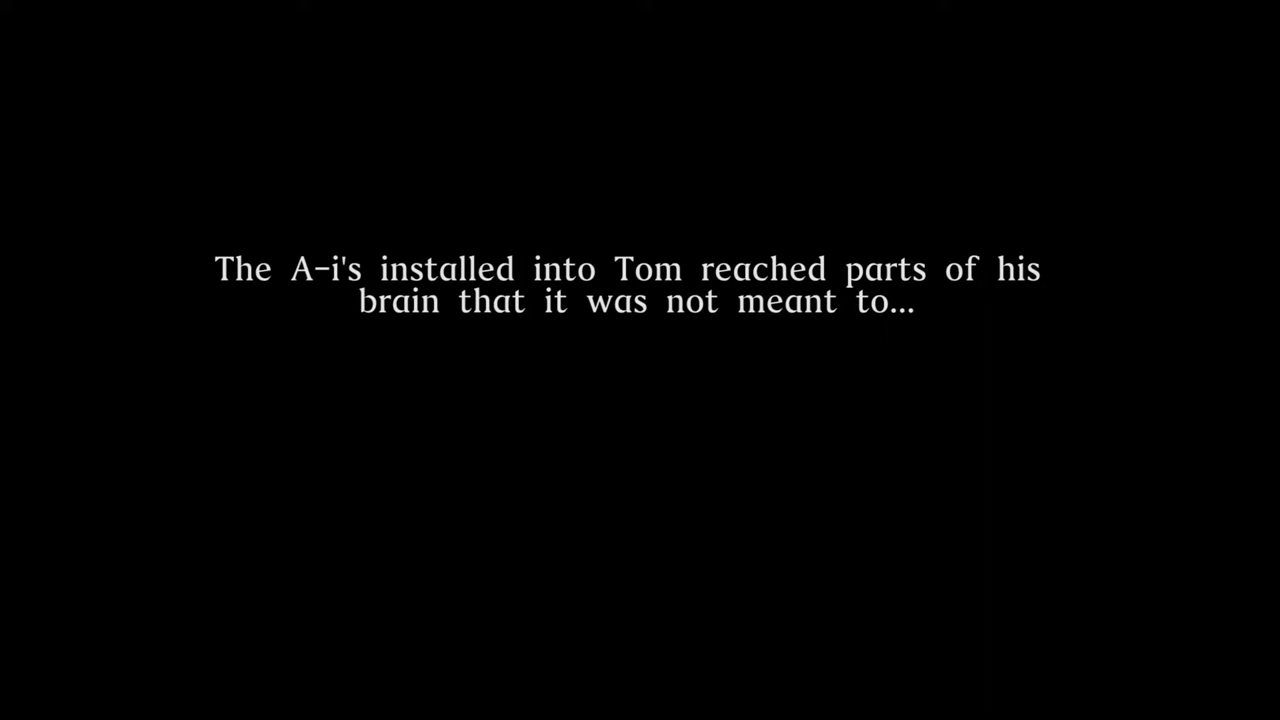 The A-i's installed into Tom reached parts of his
brain that it was not meant to...